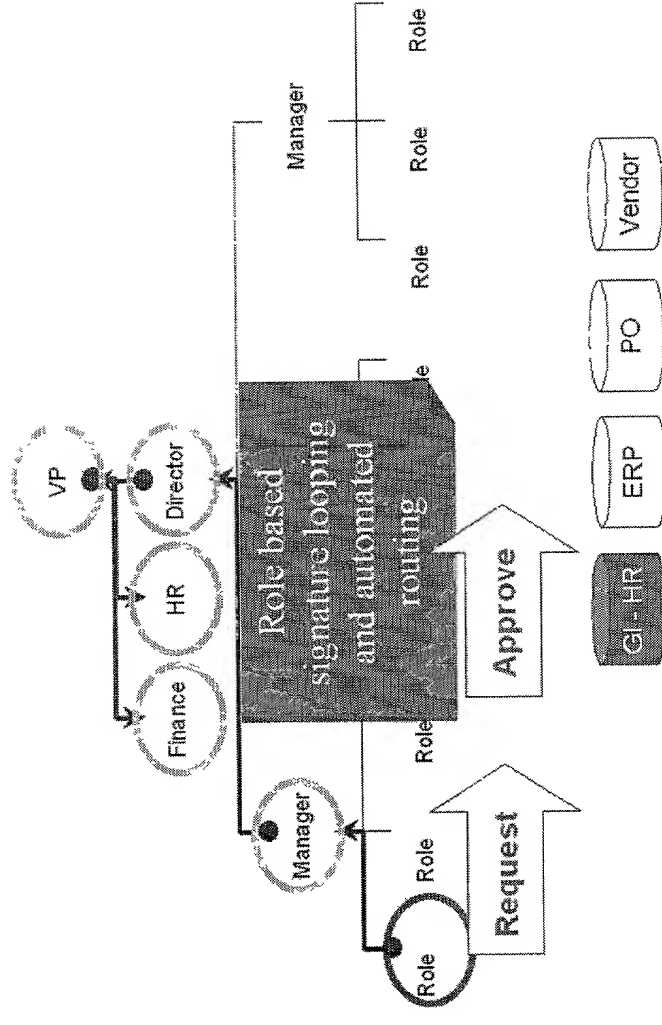 VP
Finance
HR
Director
Manager
Manager
Role based
signature looping
and automated
routing
Role
Role
Role
Role
Role
Role
Request
Approve
GI - HR
ERP
PO
Vendor